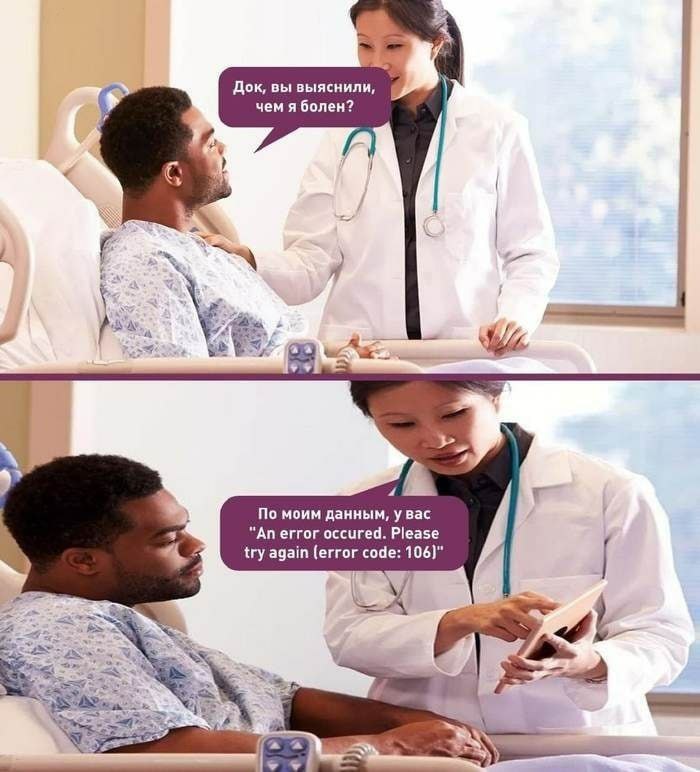 Док, вы выяснили,
чем я болен?
По моим данным, у вас
"An error occured. Please
try again (error code: 106)"